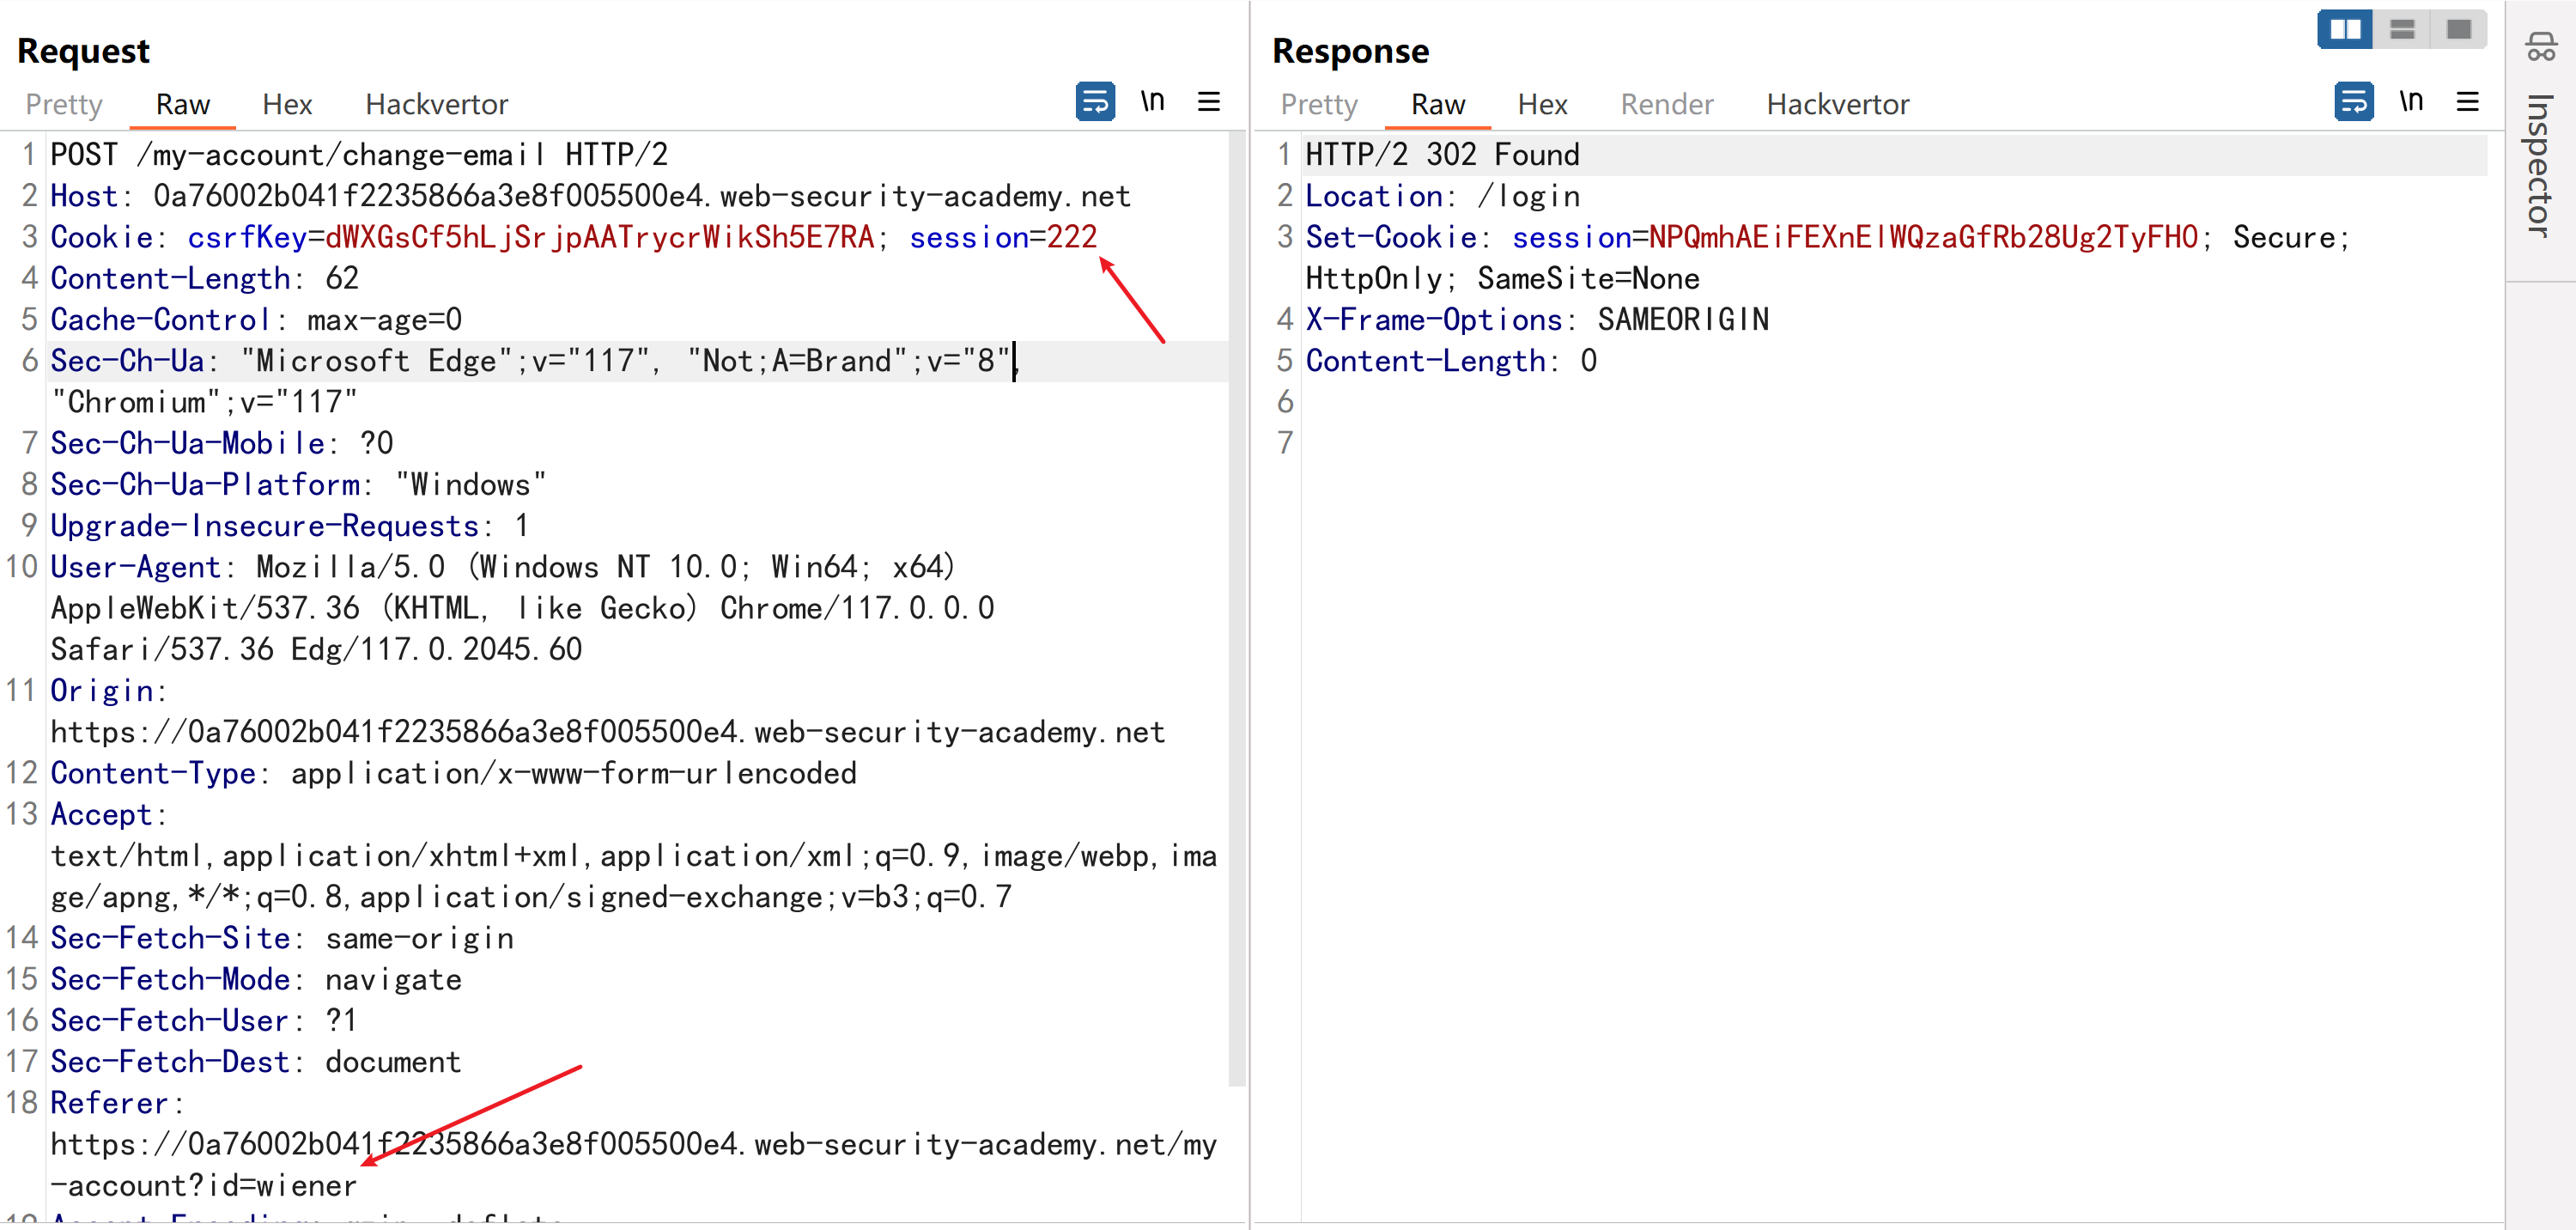 Request
Pretty Raw Hex Hackvertor \n
1 POST /my-account/change-email HTTP/2
2 Host: 0a76002b041f2235866a3e8f005500e4.web-security-academy.net
3 Cookie: csrfKey=dWXGsCf5hLjSrjpAATrycrWikSh5E7RA; session=222
4 Content-Length: 62
5 Cache-Control: max-age=0
6 Sec-Ch-Ua: "Microsoft Edge";v="117", "Not;A=Brand";v="8",
"Chromium";v="117"
7 Sec-Ch-Ua-Mobile: ?0
8 Sec-Ch-Ua-Platform: "Windows"
9 Upgrade-Insecure-Requests: 1
10 User-Agent: Mozilla/5.0 (Windows NT 10.0; Win64; x64)
AppleWebKit/537.36 (KHTML, like Gecko) Chrome/117.0.0.0
Safari/537.36 Edg/117.0.2045.60
11 Origin:
https://0a76002b041f2235866a3e8f005500e4.web-security-academy.net
12 Content-Type: application/x-www-form-urlencoded
13 Accept:
text/html,application/xhtml+xml,application/xml;q=0.9,image/webp,ima
ge/apng,*/*;q=0.8,application/signed-exchange;v=b3;q=0.7
14 Sec-Fetch-Site: same-origin
15 Sec-Fetch-Mode: navigate
16 Sec-Fetch-User: ?1
17 Sec-Fetch-Dest: document
18 Referer:
https://0a76002b041f2235866a3e8f005500e4.web-security-academy.net/my
-account?id=wiener
Response
Pretty Raw Hex Render Hackvertor \n
1 HTTP/2 302 Found
2 Location: /login
3 Set-Cookie: session=NPQmhAEiFEXnElWQzaGfRb28Ug2TyFHO; Secure;
HttpOnly; SameSite=None
4 X-Frame-Options: SAMEORIGIN
5 Content-Length: 0
6
7
Inspector